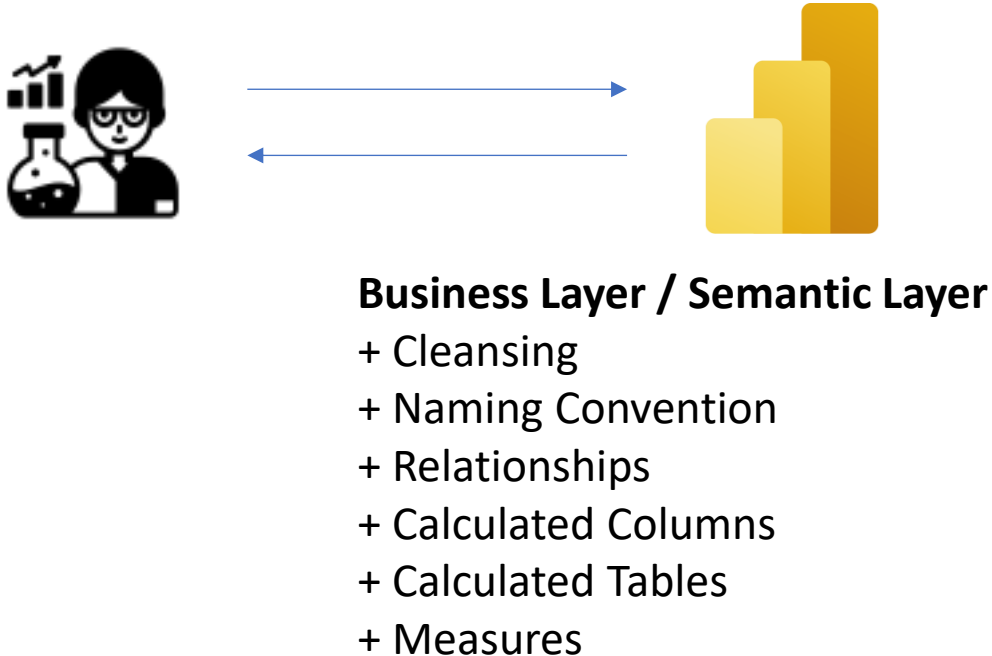 Business Layer / Semantic Layer
+ Cleansing
+ Naming Convention
+ Relationships
+ Calculated Columns
+ Calculated Tables
+ Measures